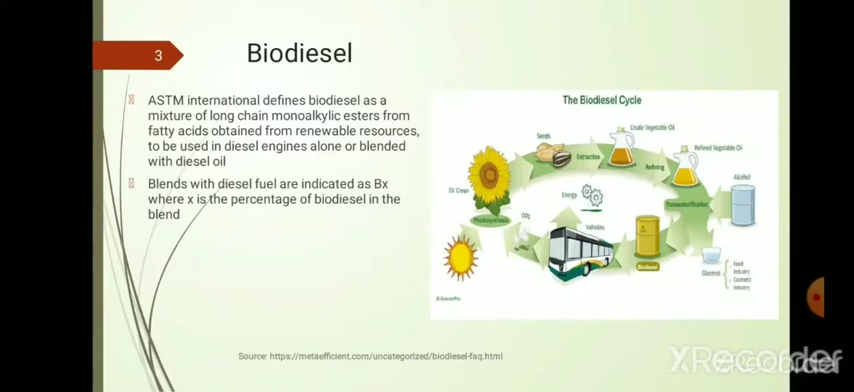 3
Biodiesel
ASTM international defines biodiesel as a
mixture of long chain monoalkylic esters from
fatty acids obtained from renewable resources,
to be used in diesel engines alone or blended
with diesel oil
Blends with diesel fuel are indicated as Bx
where x is the percentage of biodiesel in the
blend
The Biodiesel Cycle
Seeds
Crude Vegetable Oil
Extraction
Refined Vegetable Oil
Refining
Alcohol
Oil Crops
Energy
Transesterification
Photosynthesis
CO₂
Vehicles
Biodiesel
Glycerol
Food
Industry
Cosmetic
Industry
Source: https://metaefficient.com/uncategorized/biodiesel-faq.html
XRecorder